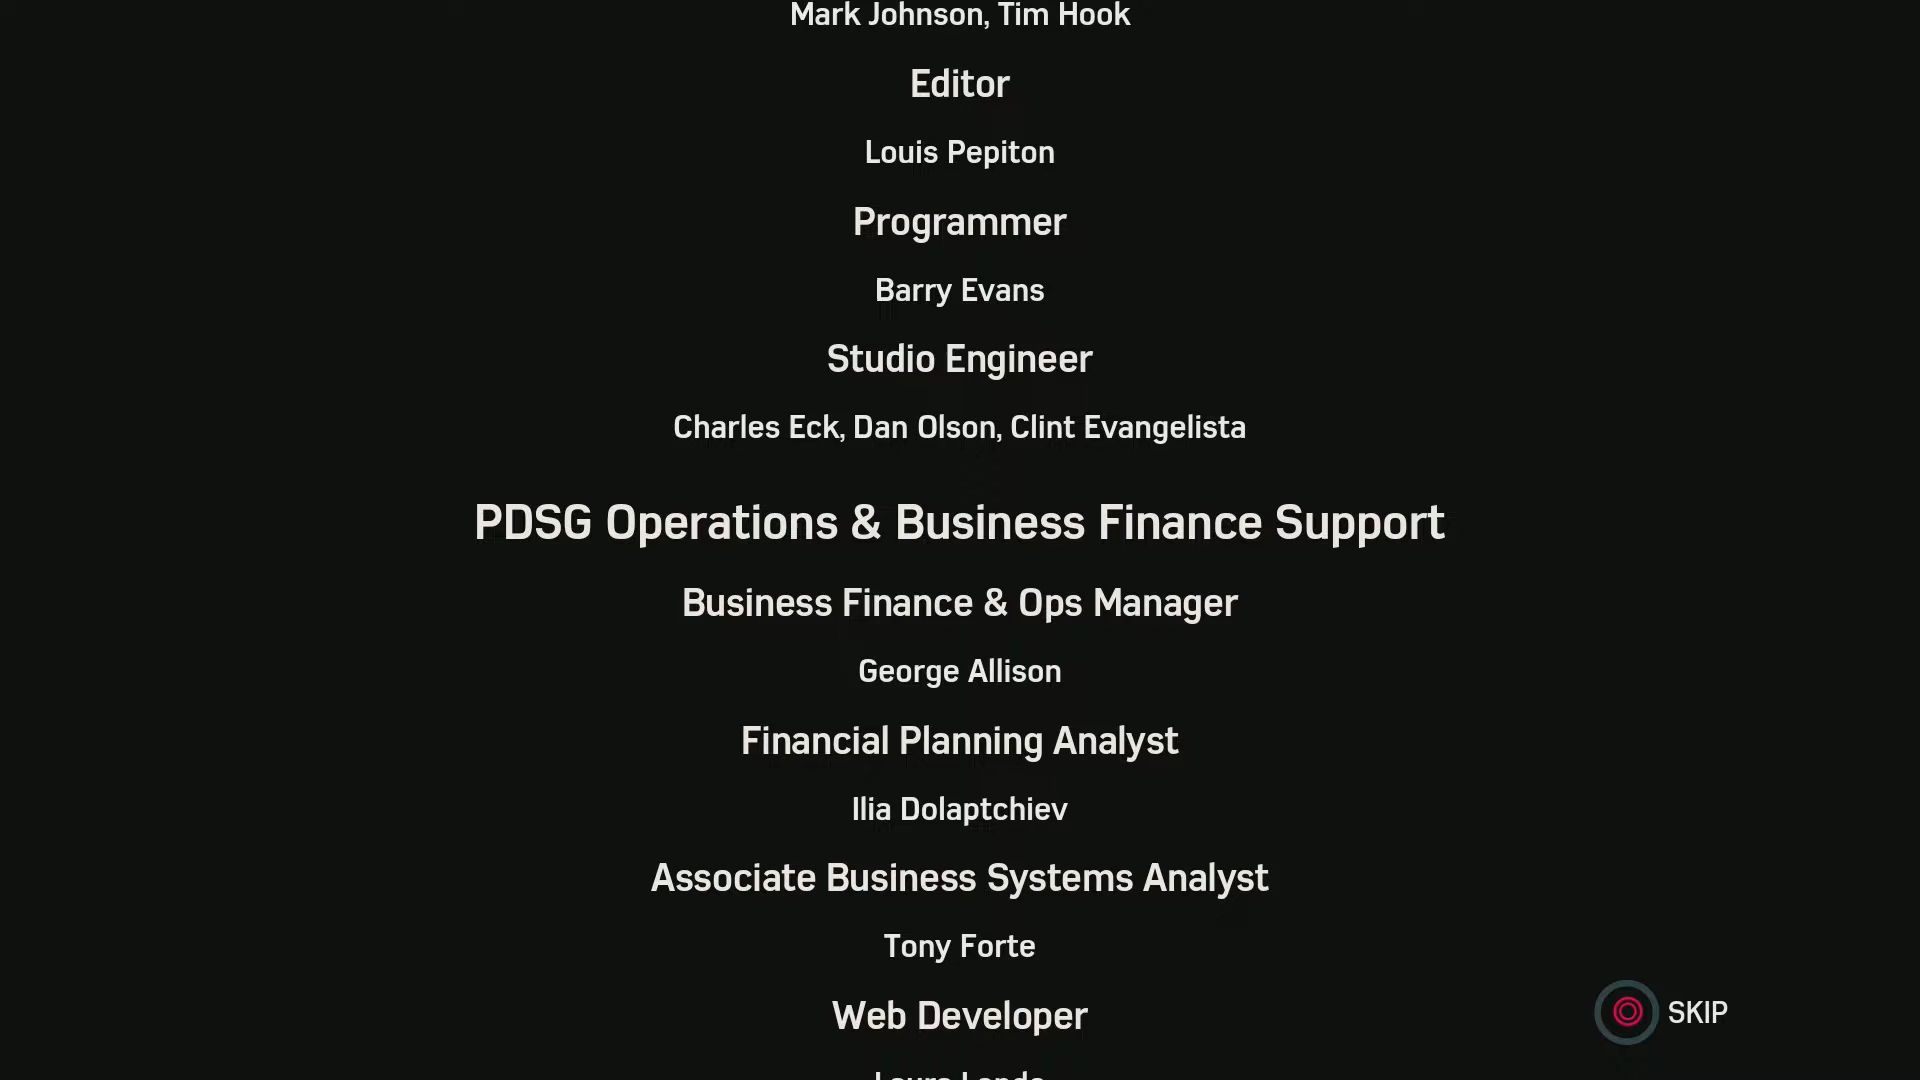 Mark Johnson, Tim Hook
Editor
Louis Pepiton
Programmer
Barry Evans
Studio Engineer
Charles Eck, Dan Olson, Clint Evangelista
PDSG Operations & Business Finance Support
Business Finance & Ops Manager
George Allison
Financial Planning Analyst
Ilia Dolaptchiev
Associate Business Systems Analyst
Tony Forte
Web Developer
SKIP